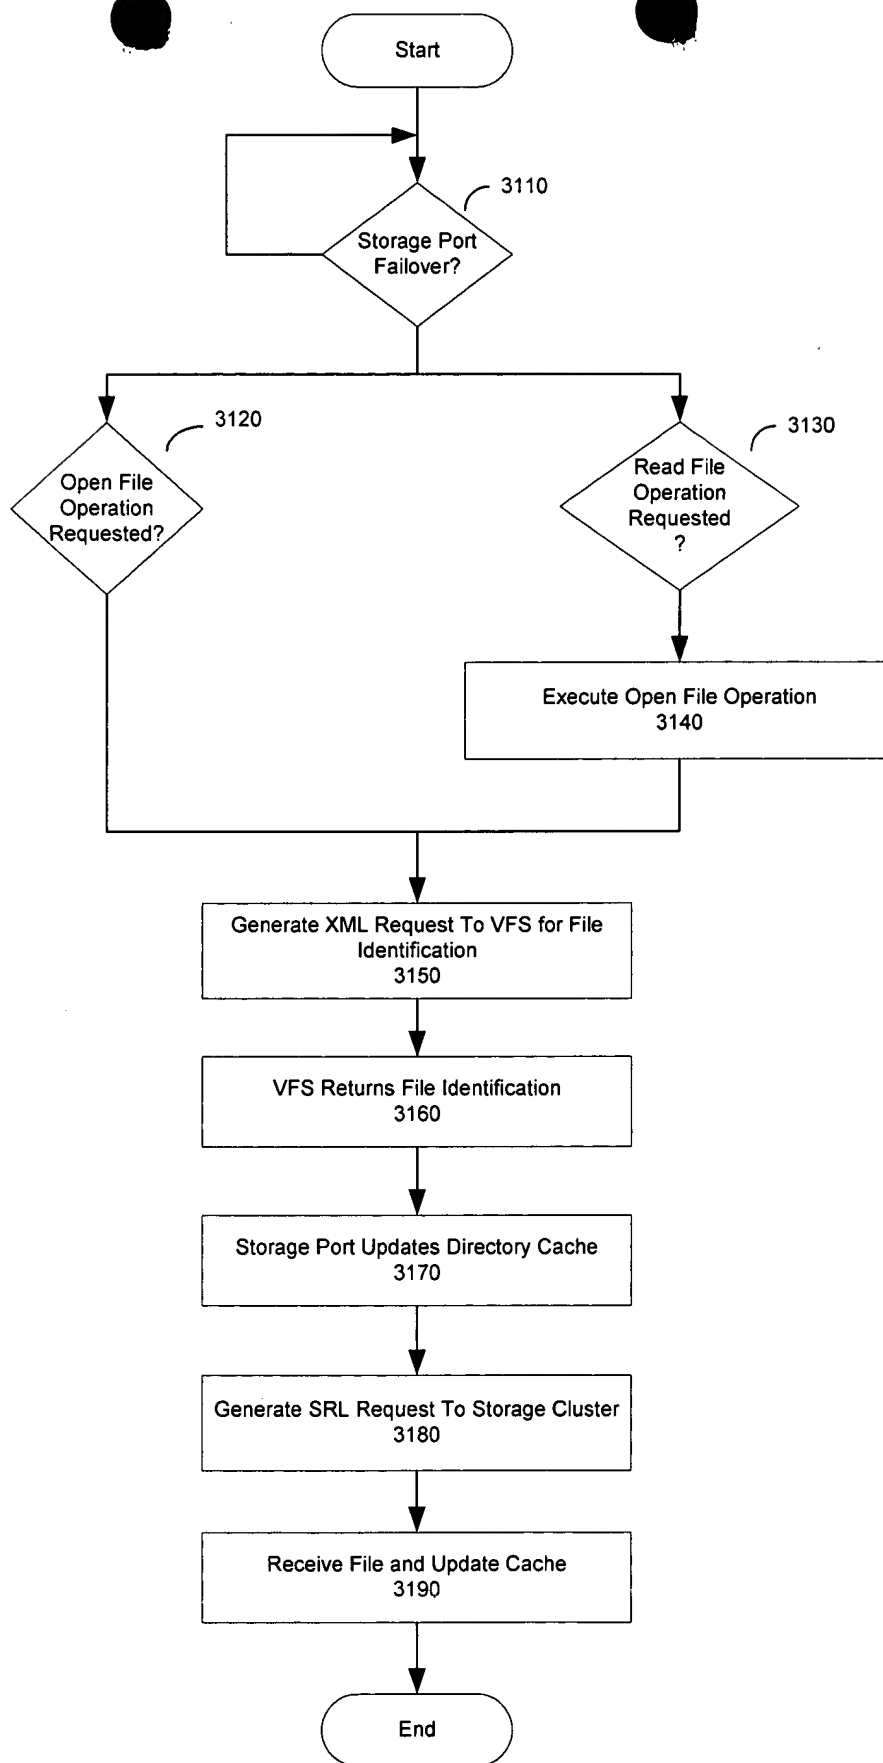 Start
3110
Storage Port
Failover?
3120
3130
Open File
Operation
Requested?
Read File
Operation
Requested
?
Execute Open File Operation
3140
Generate XML Request To VFS for File
Identification
3150
VFS Returns File Identification
3160
Storage Port Updates Directory Cache
3170
Generate SRL Request To Storage Cluster
3180
Receive File and Update Cache
3190
End